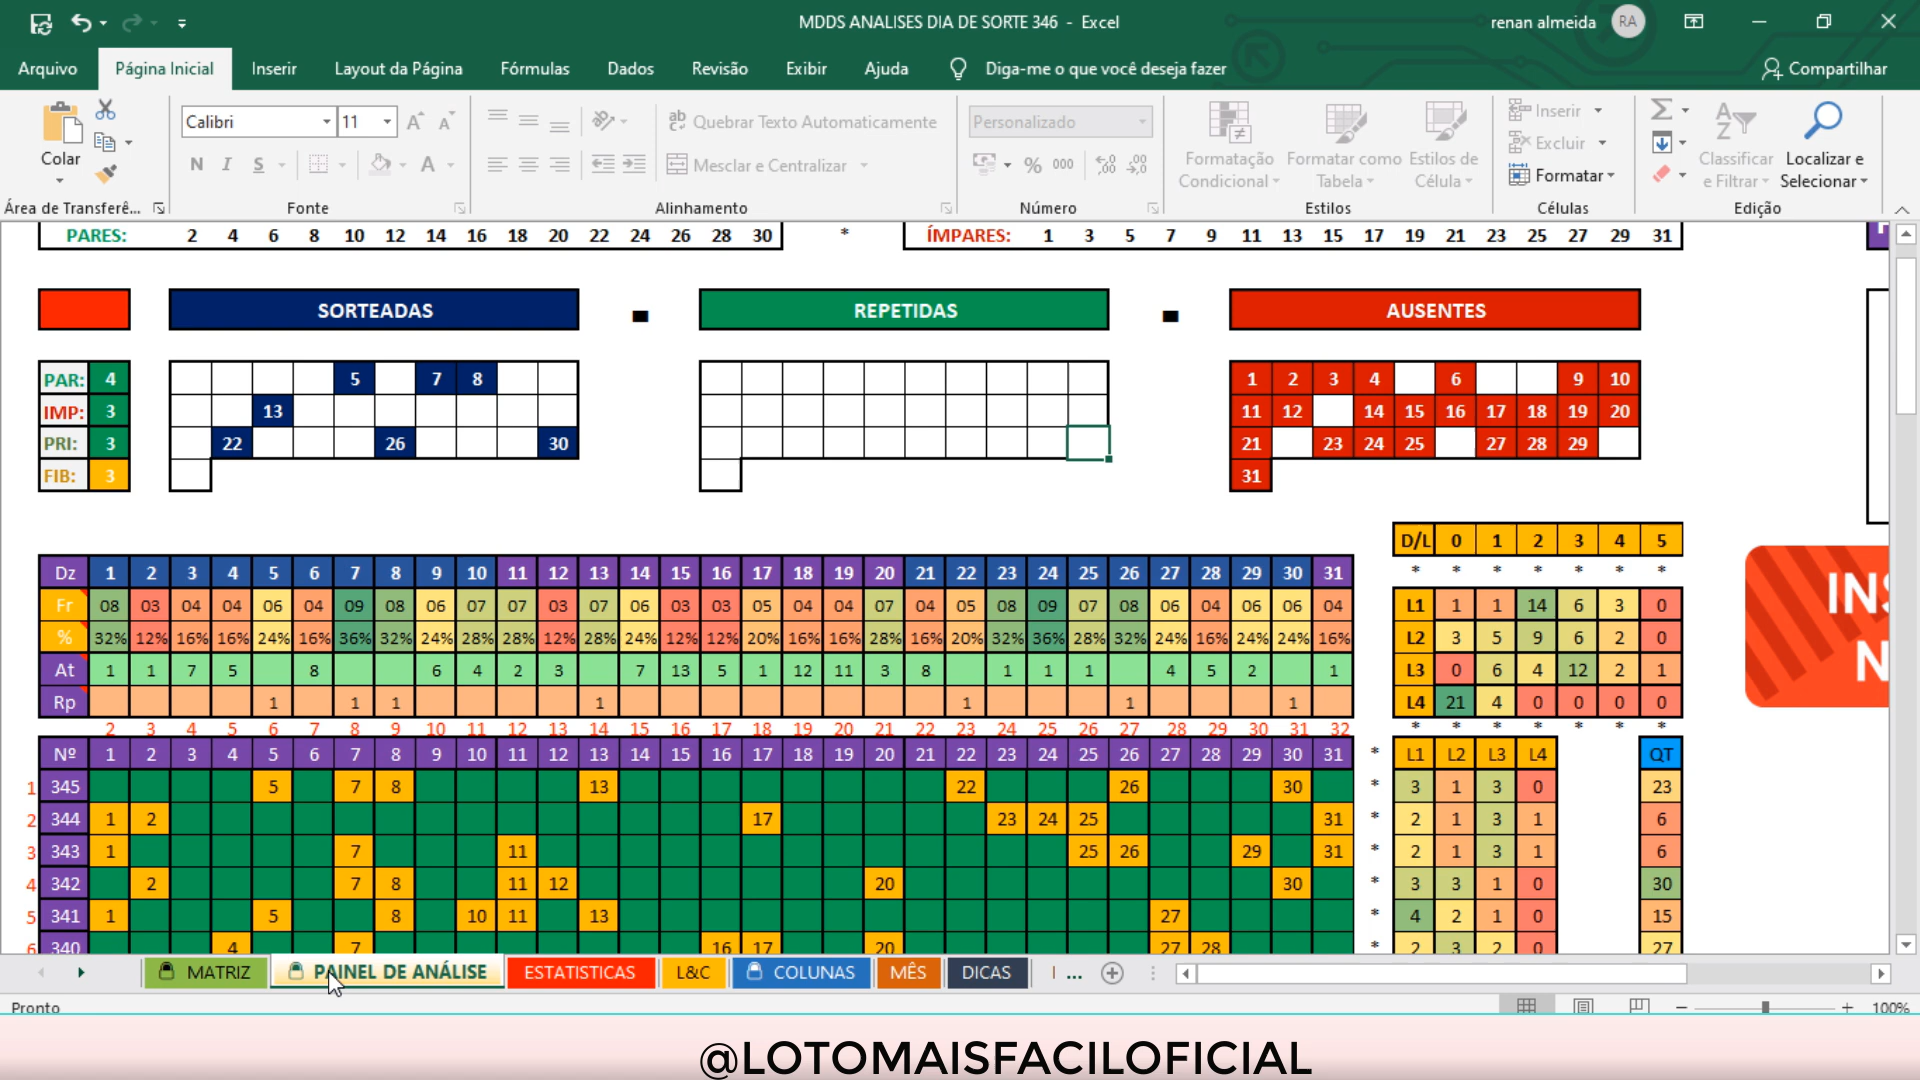 MDDS ANALISES DIA DE SORTE 346 - Excel
renan almeida RA
Arquivo Página Inicial Inserir Layout da Página Fórmulas Dados Revisão Exibir Ajuda Diga-me o que você deseja fazer Compartilhar
Colar
Calibri 11
N I S A
Quebrar Texto Automaticamente
Mesclar e Centralizar
Personalizado
% 000
Formatação Condicional
Formatar como Tabela
Estilos de Célula
Inserir
Excluir
Formatar
Classificar e Filtrar
Localizar e Selecionar
Área de Transferê... Fonte Alinhamento Número Estilos Células Edição
PARES: 2 4 6 8 10 12 14 16 18 20 22 24 26 28 30 * ÍMPARES: 1 3 5 7 9 11 13 15 17 19 21 23 25 27 29 31
SORTEADAS - REPETIDAS - AUSENTES
PAR: 4 5 7 8 1 2 3 4 6 9 10
IMP: 3 13 11 12 14 15 16 17 18 19 20
PRI: 3 22 26 30 21 23 24 25 27 28 29
FIB: 3 31
D/L 0 1 2 3 4 5
* * * * * *
Dz 1 2 3 4 5 6 7 8 9 10 11 12 13 14 15 16 17 18 19 20 21 22 23 24 25 26 27 28 29 30 31
Fr 08 03 04 04 06 04 09 08 06 07 07 03 07 06 03 03 05 04 04 07 04 05 08 09 07 08 06 04 06 06 04 L1 1 1 14 6 3 0
% 32% 12% 16% 16% 24% 16% 36% 32% 24% 28% 28% 12% 28% 24% 12% 12% 20% 16% 16% 28% 16% 20% 32% 36% 28% 32% 24% 16% 24% 24% 16% L2 3 5 9 6 2 0
At 1 1 7 5 8 6 4 2 3 7 13 5 1 12 11 3 8 1 1 1 4 5 2 1 L3 0 6 4 12 2 1
Rp 1 1 1 1 1 1 1 L4 21 4 0 0 0 0
2 3 4 5 6 7 8 9 10 11 12 13 14 15 16 17 18 19 20 21 22 23 24 25 26 27 28 29 30 31 32 * * * * * *
Nº 1 2 3 4 5 6 7 8 9 10 11 12 13 14 15 16 17 18 19 20 21 22 23 24 25 26 27 28 29 30 31 * L1 L2 L3 L4 QT
1 345 5 7 8 13 22 26 30 * 3 1 3 0 23
2 344 1 2 17 23 24 25 31 * 2 1 3 1 6
3 343 1 7 11 25 26 29 31 * 2 1 3 1 6
4 342 2 7 8 11 12 20 30 * 3 3 1 0 30
5 341 1 5 8 10 11 13 27 * 4 2 1 0 15
6 340 4 7 16 17 20 27 28 * 2 3 2 0 27
MATRIZ PAINEL DE ANÁLISE ESTATISTICAS L&C COLUNAS MÊS DICAS ...
Pronto 100%
@LOTOMAISFACILOFICIAL